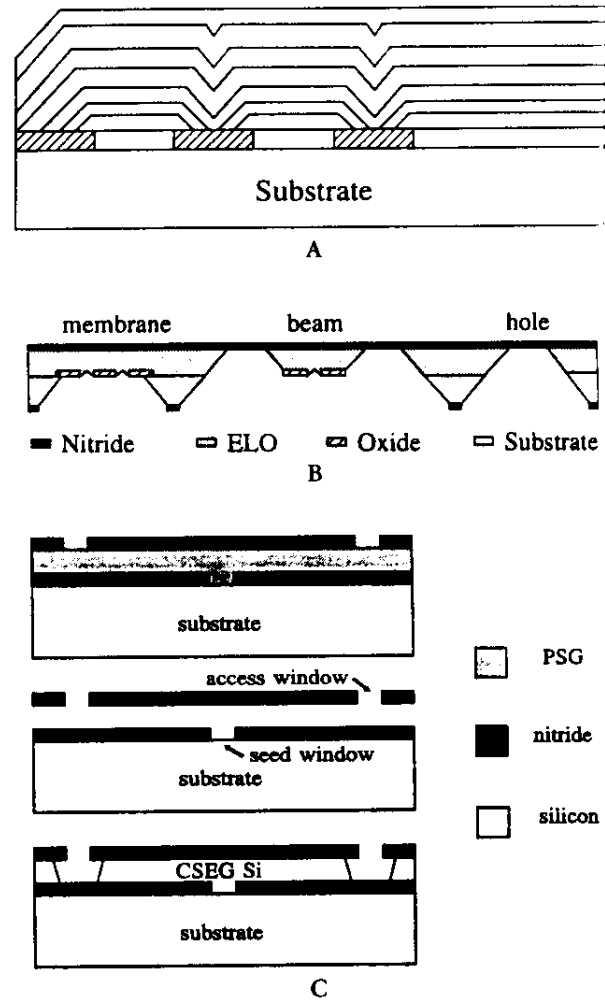 Substrate
A
membrane beam hole
Nitride ELO Oxide Substrate
B
substrate
PSG
access window
seed window
nitride
substrate
silicon
CSEG Si
substrate
C